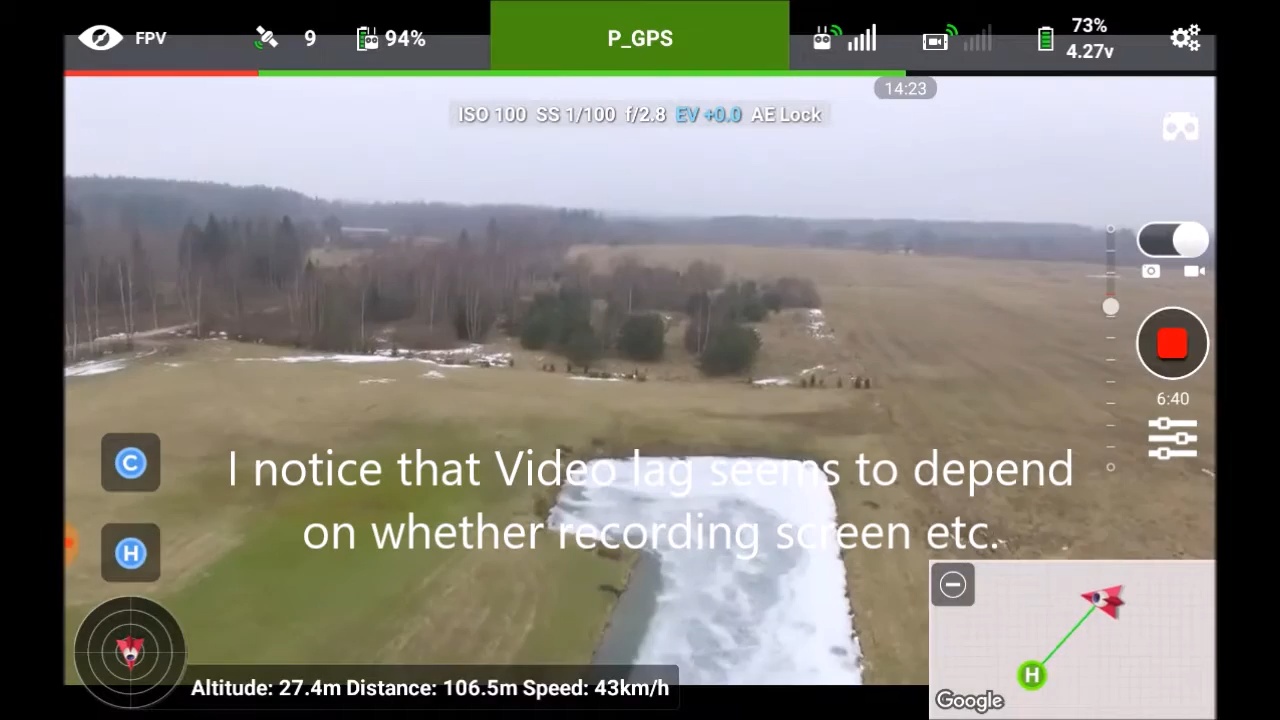 FPV
9
94%
P_GPS
73%
4.27v
14:23
ISO 100 SS 1/100 f/2.8 EV +0.0 AE Lock
6:40
C
I notice that Video lag seems to depend
on whether recording screen etc.
H
H
Altitude: 27.4m Distance: 106.5m Speed: 43km/h
Google